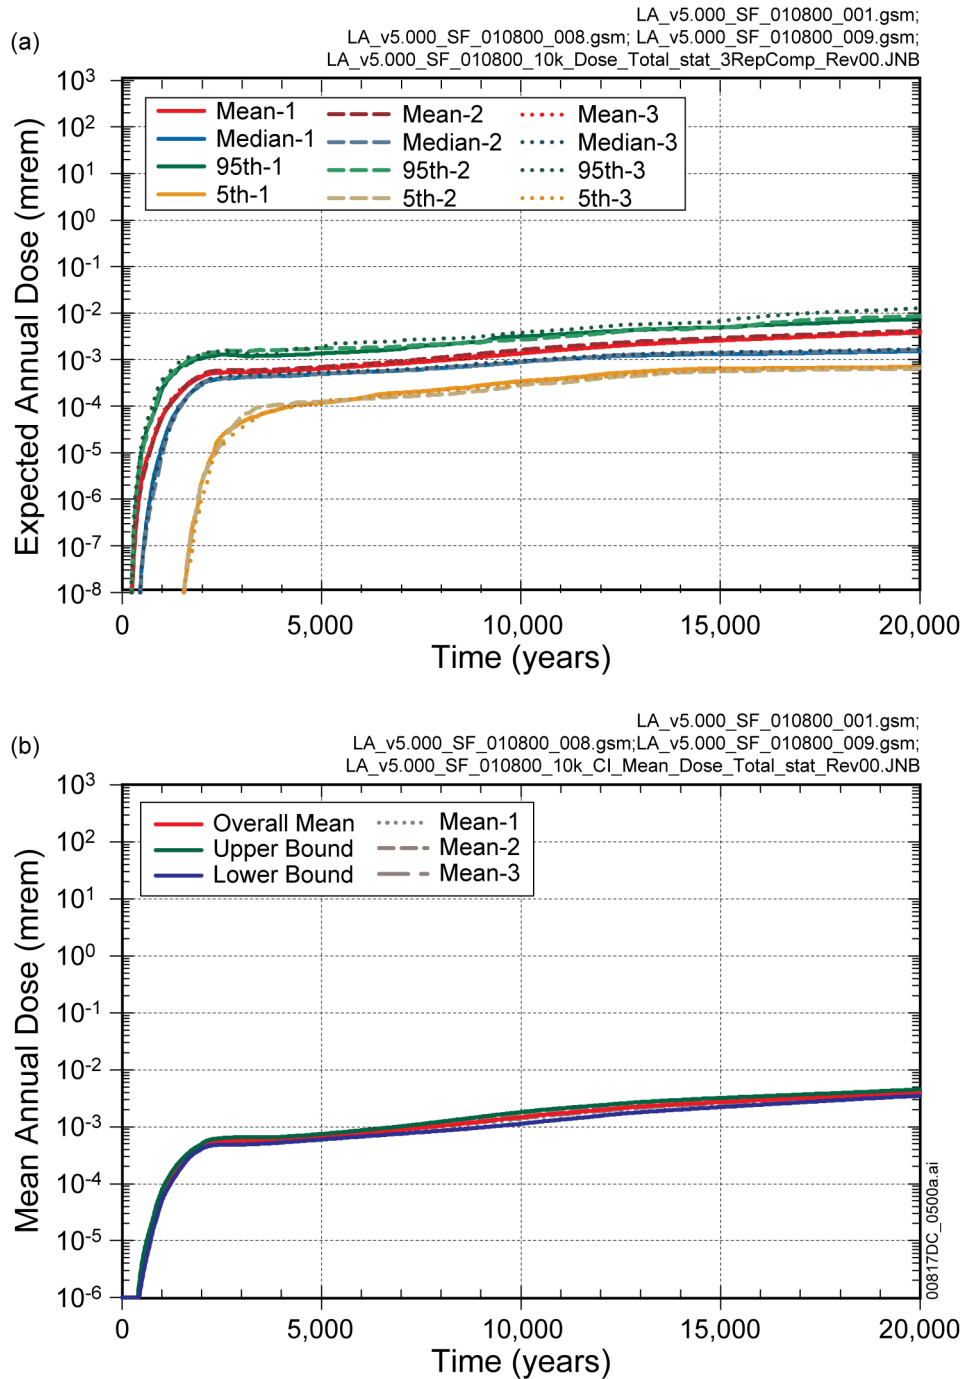 LA_v5.000_SF_010800_001.gsm;
(a)
LA_v5.000_SF_010800_008.gsm; LA_v5.000_SF_010800_009.gsm;
LA_v5.000_SF_010800_10k_Dose_Total_stat_3RepComp_Rev00.JNB
Expected Annual Dose (mrem)
10^3
10^2
10^1
10^0
10^-1
10^-2
10^-3
10^-4
10^-5
10^-6
10^-7
10^-8
Mean-1 Mean-2 Mean-3
Median-1 Median-2 Median-3
95th-1 95th-2 95th-3
5th-1 5th-2 5th-3
0 5,000 10,000 15,000 20,000
Time (years)
LA_v5.000_SF_010800_001.gsm;
(b)
LA_v5.000_SF_010800_008.gsm;LA_v5.000_SF_010800_009.gsm;
LA_v5.000_SF_010800_10k_CI_Mean_Dose_Total_stat_Rev00.JNB
Mean Annual Dose (mrem)
10^3
10^2
10^1
10^0
10^-1
10^-2
10^-3
10^-4
10^-5
10^-6
Overall Mean Mean-1
Upper Bound Mean-2
Lower Bound Mean-3
00817DC_0500a.ai
0 5,000 10,000 15,000 20,000
Time (years)